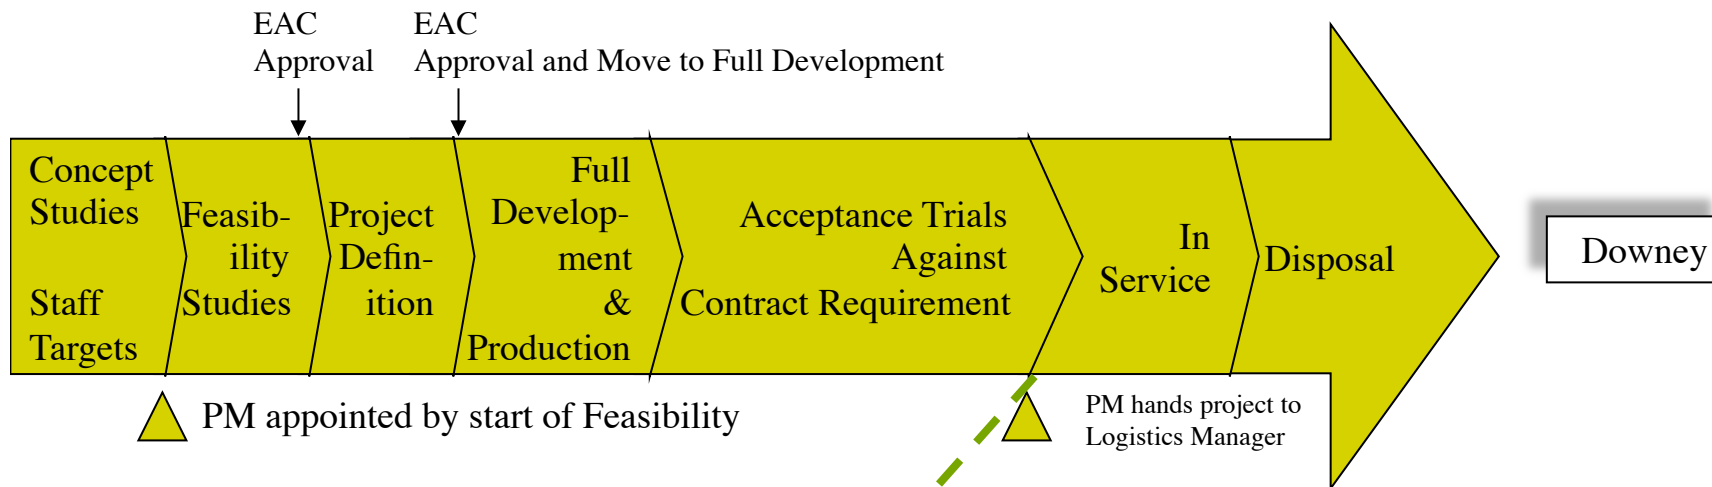 EAC
Approval
EAC
Approval and Move to Full Development
Concept
Studies
Staff
Targets
Feasib-
ility
Studies
Project
Defin-
ition
Full
Develop-
ment
&
Production
Acceptance Trials
Against
Contract Requirement
In
Service
Disposal
Downey
PM appointed by start of Feasibility
PM hands project to
Logistics Manager